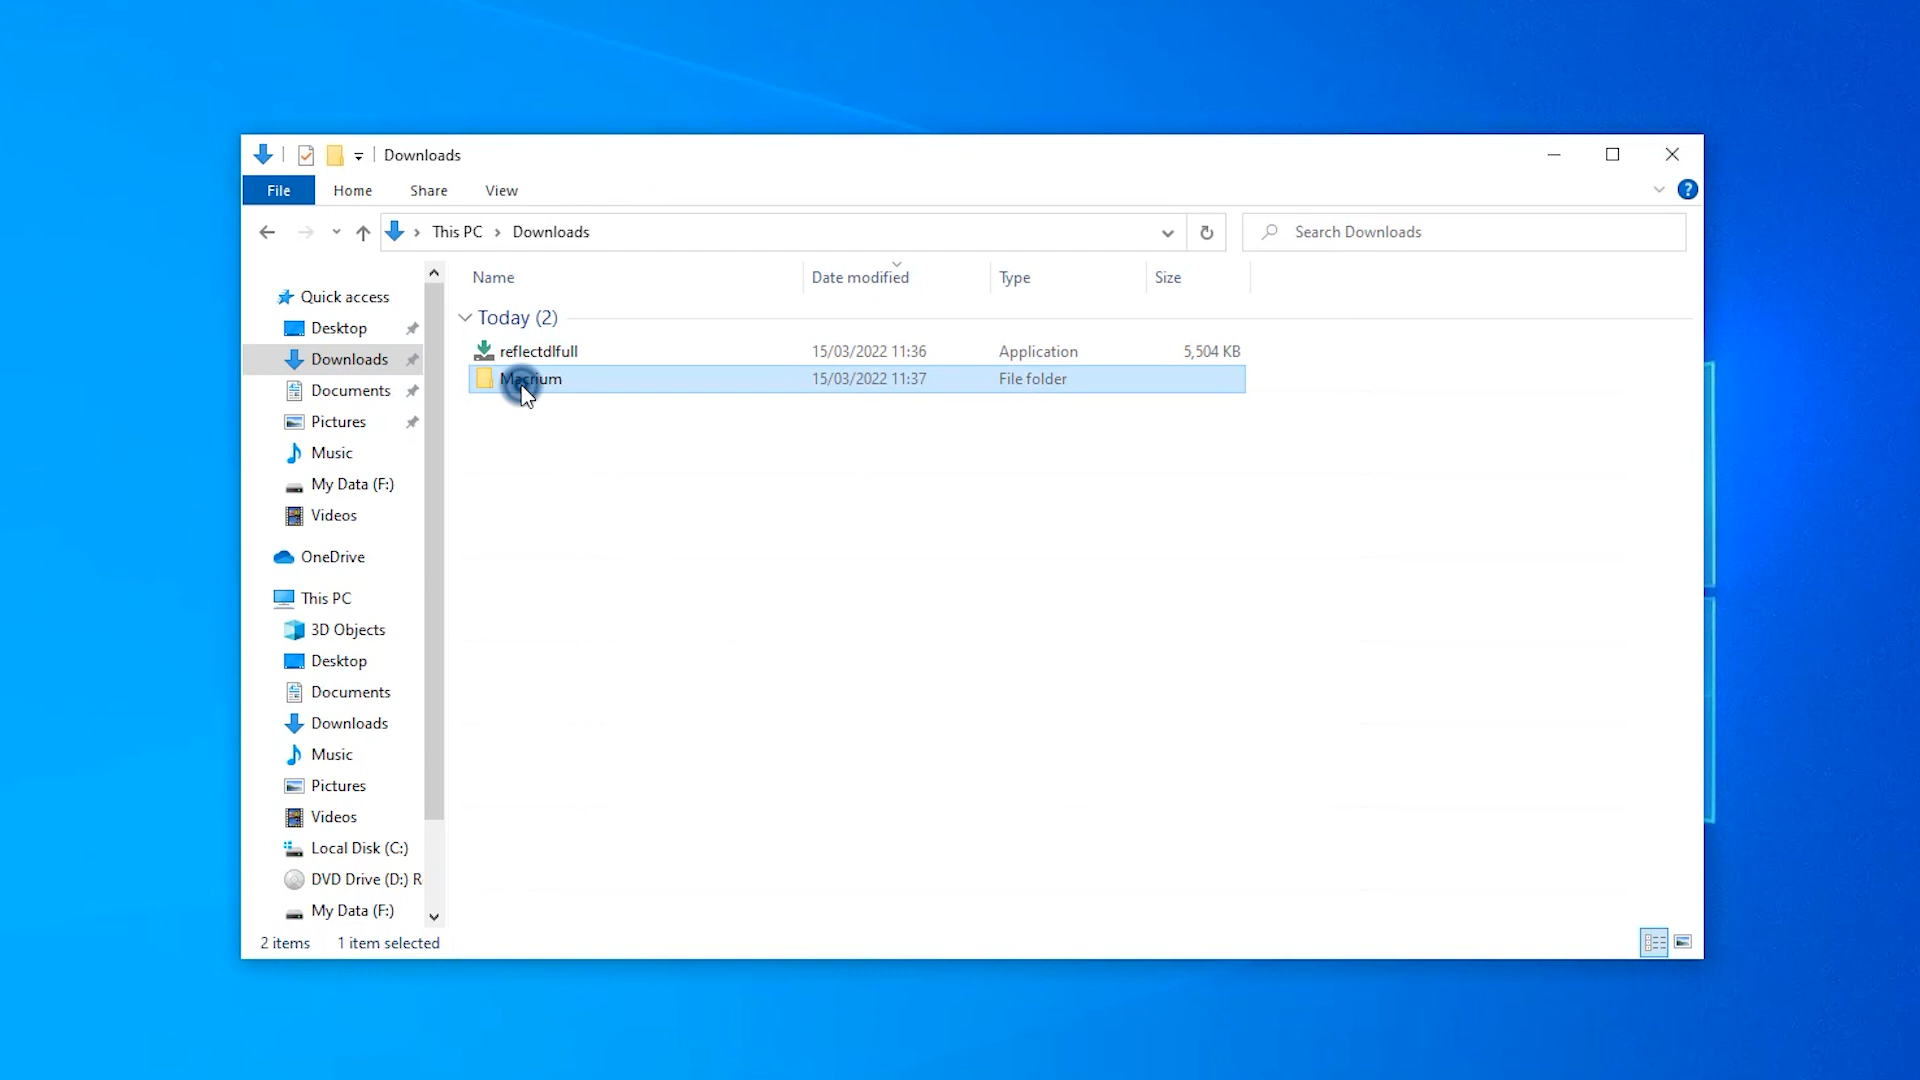 Downloads
File Home Share View
This PC Downloads
Search Downloads
Name Date modified Type Size
Quick access
Desktop
Downloads
Documents
Pictures
Music
My Data (F:)
Videos
OneDrive
This PC
3D Objects
Desktop
Documents
Downloads
Music
Pictures
Videos
Local Disk (C:)
DVD Drive (D:) R
My Data (F:)
Today (2)
reflectdlfull 15/03/2022 11:36 Application 5,504 KB
Macrium 15/03/2022 11:37 File folder
2 items 1 item selected